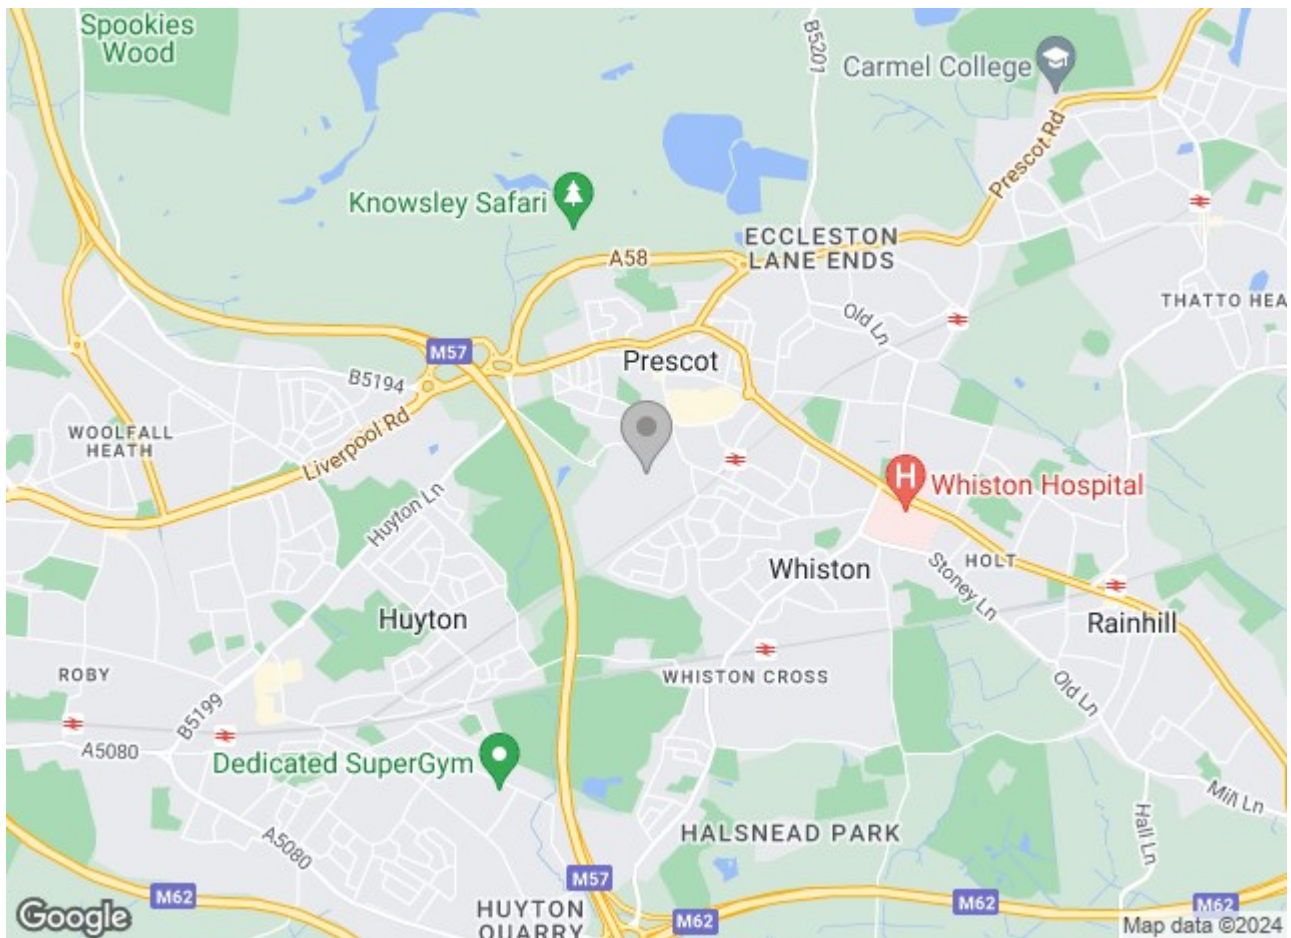 Spookies
Wood
B5201
Carmel College
Prescot Rd
Knowsley Safari
ECCLESTON
LANE ENDS
A58
THATTO HEA
Old Ln
M57
Prescot
B5194
WOOLFALL
HEATH
Liverpool Rd
H
Whiston Hospital
Huyton Ln
Whiston
HOLT
Stoney Ln
Huyton
Rainhill
ROBY
WHISTON CROSS
Old Ln
B5199
A5080
Dedicated SuperGym
Mill Ln
Hall Ln
HALSNEAD PARK
A5080
M57
M62
HUYTON
QUARRY
M62
M62
M62
Google
Map data ©2024